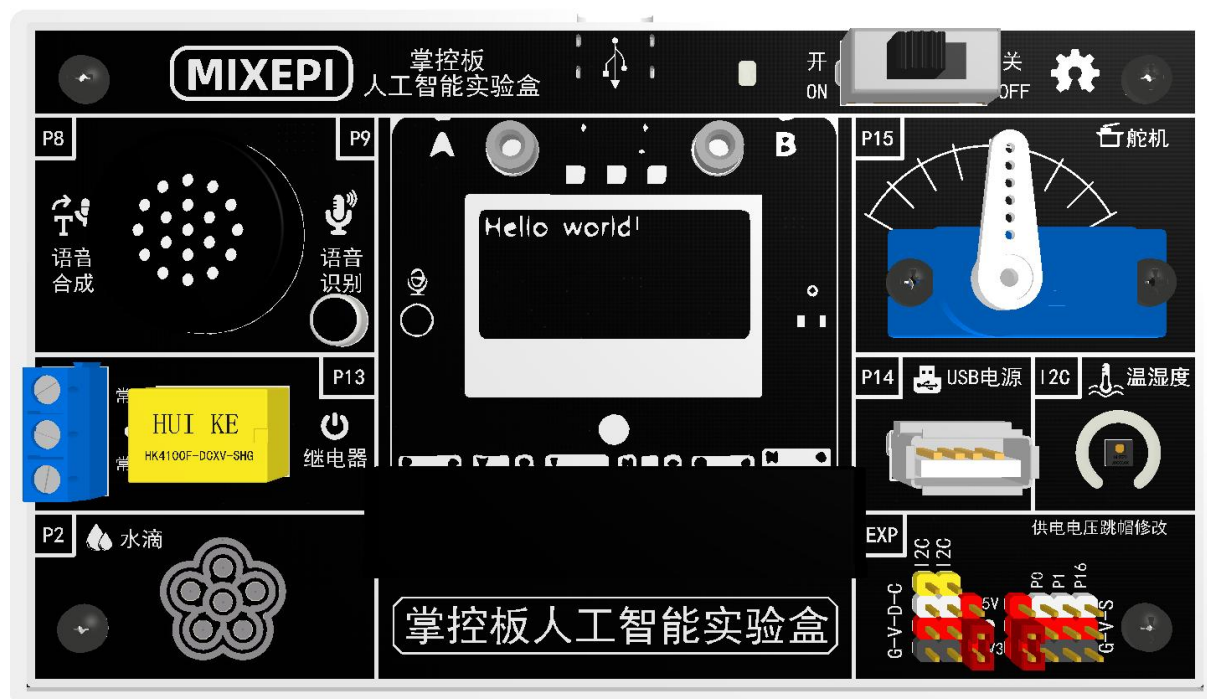 MIXEPI
掌控板
人工智能实验盒
开
ON
关
OFF
P8
P9
语音
合成
语音
识别
A
B
Hello world!
P15
舵机
P13
HUI KE
HK4100F-DCXV-SHG
常
常
继电器
P14
USB电源
I2C
温湿度
P2
水滴
掌控板人工智能实验盒
EXP
供电电压跳帽修改
I2C
I2C
P0
P1
P16
G-V-D-C
5V
V3
G-V-S